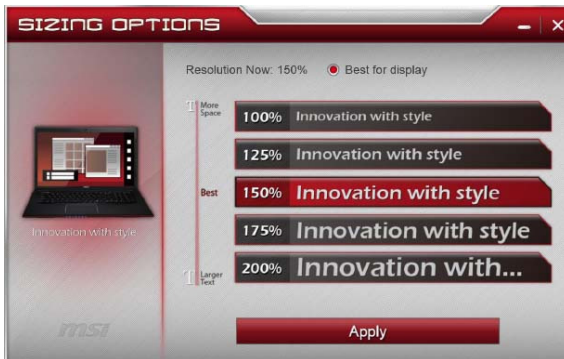 SIZING OPTIONS
Resolution Now: 150% Best for display
T More
Space
100% Innovation with style
125% Innovation with style
Best 150% Innovation with style
175% Innovation with style
T Larger
Text
200% Innovation with...
Innovation with style
msi
Apply